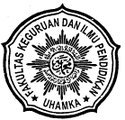 FAKULTAS KEGURUAN DAN ILMU PENDIDIKAN
UHAMKA